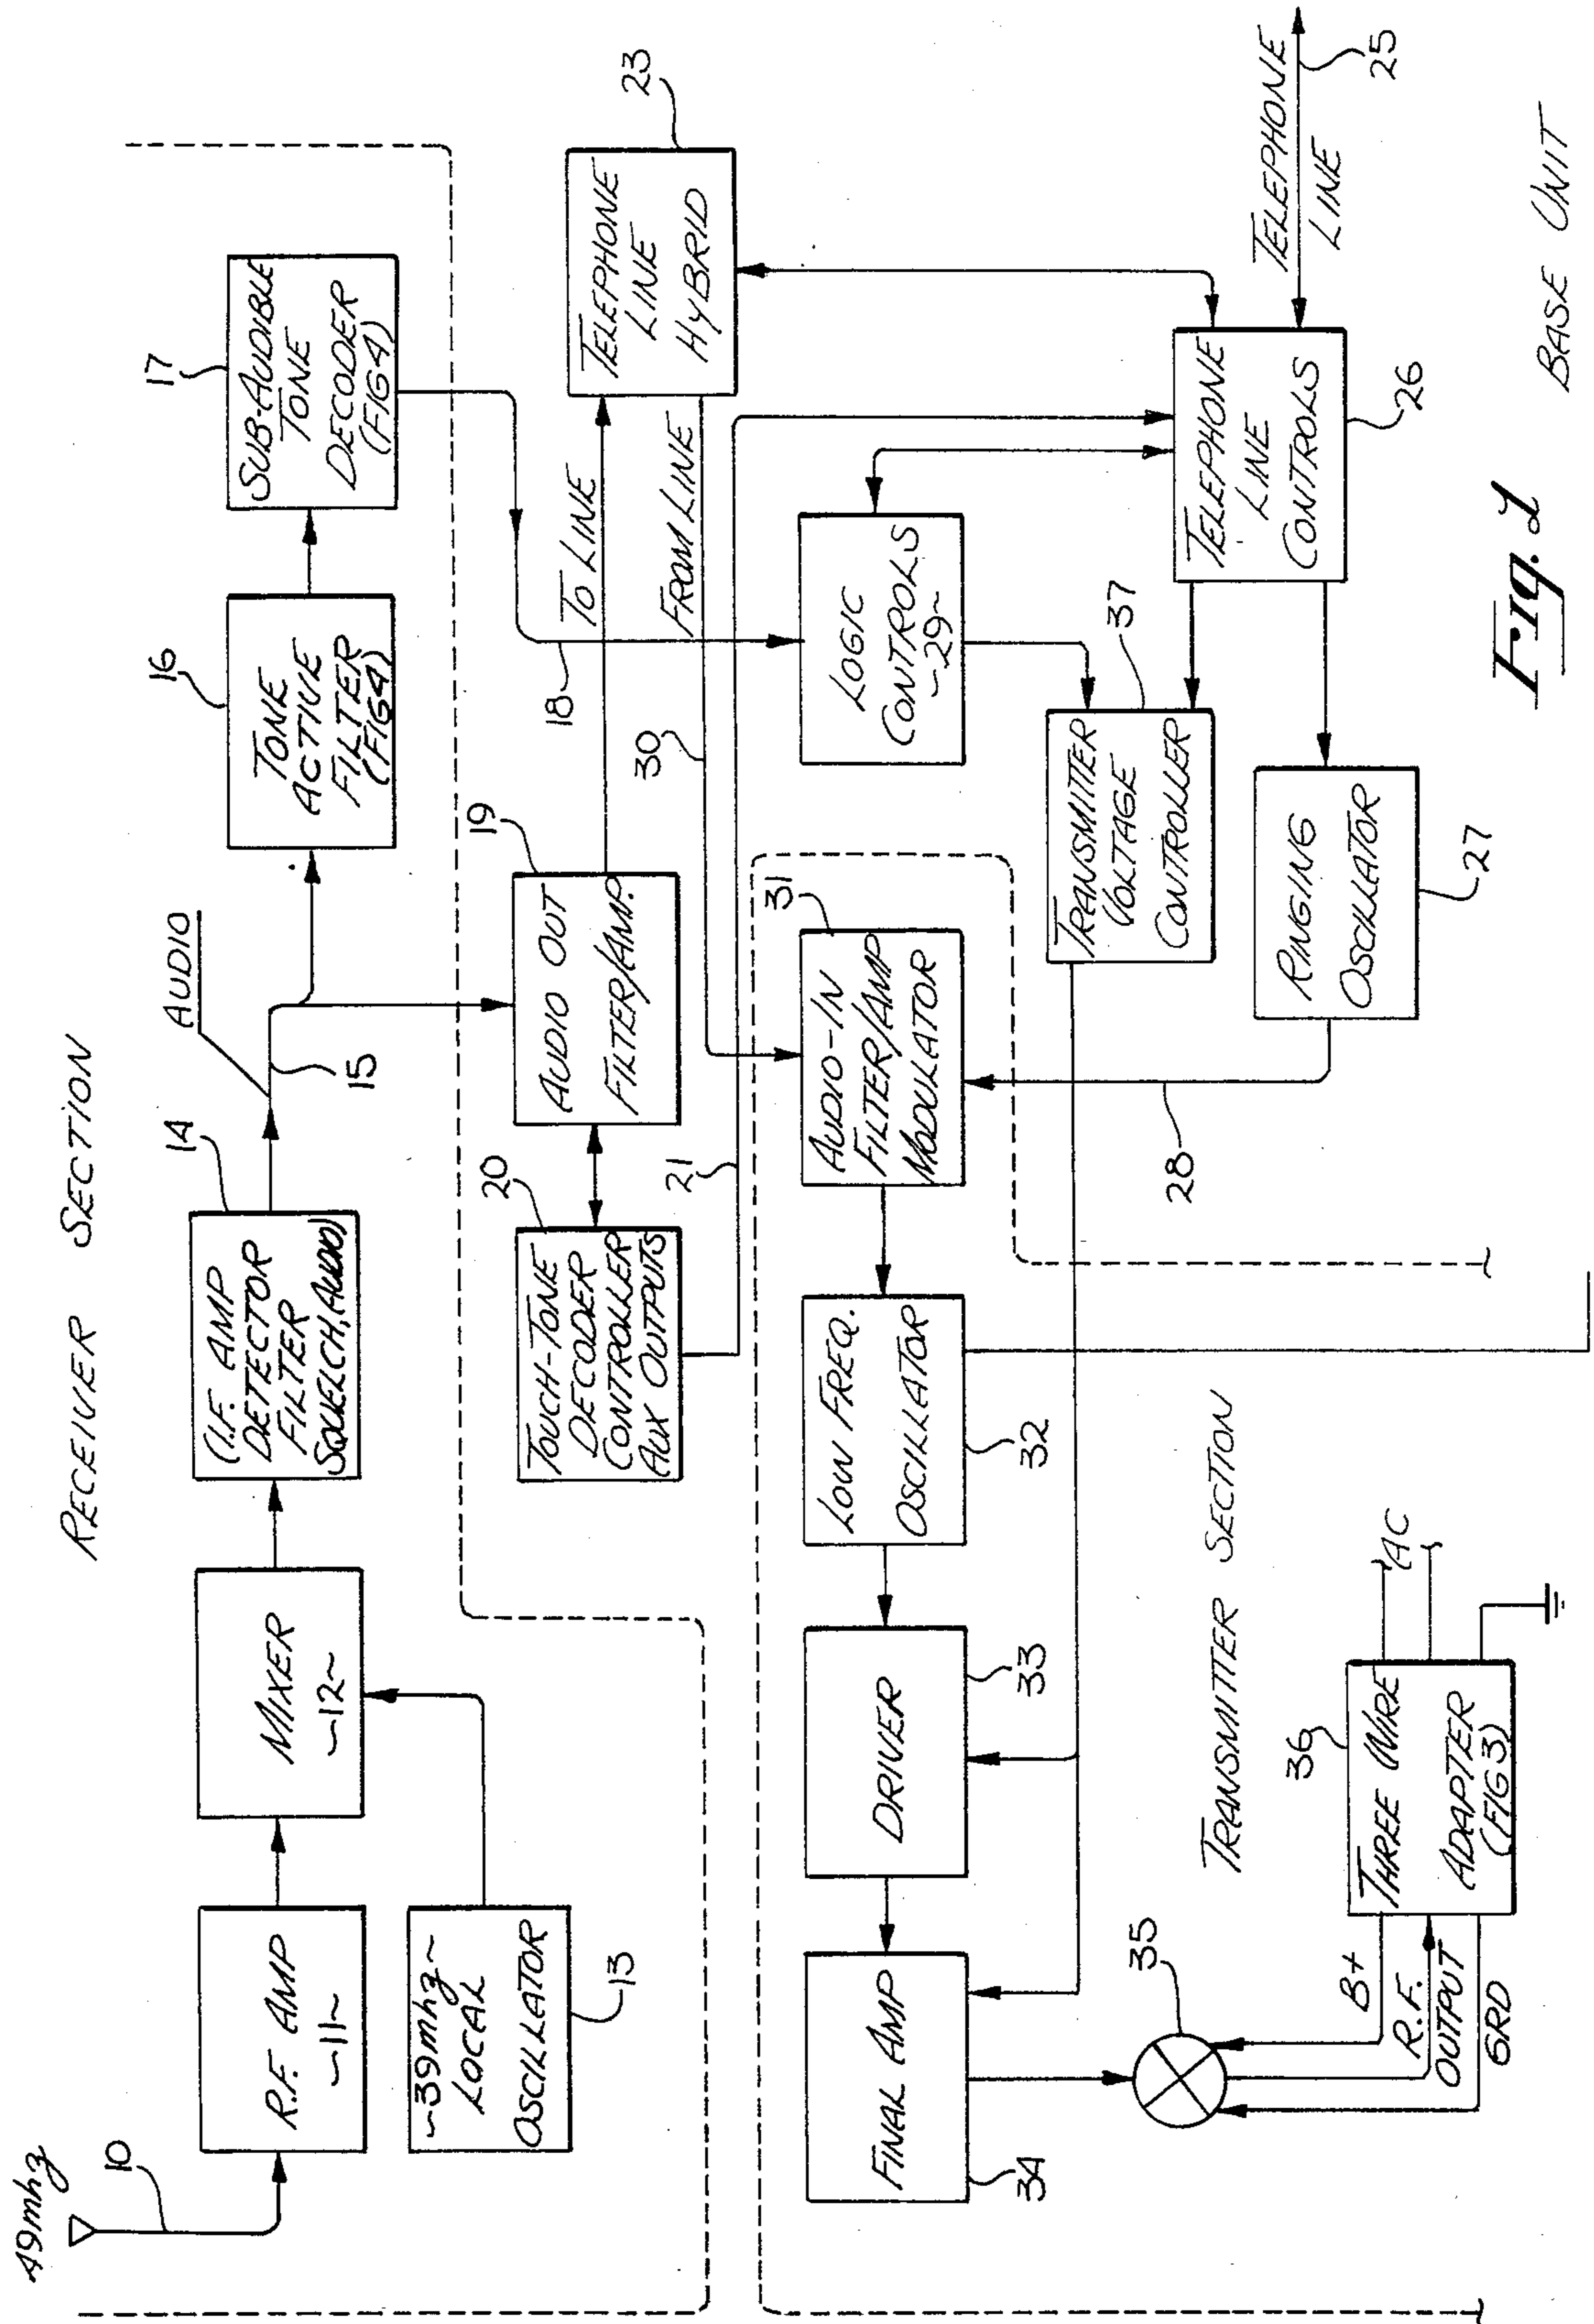 RECEIVER SECTION
49mhz
10
R.F. AMP
~11~
MIXER
~12~
~39mhz~
LOCAL
OSCILLATOR
13
14
(I.F. AMP
DETECTOR
FILTER
SQUELCH, AUDIO)
AUDIO
15
16
TONE
ACTIVE
FILTER
(FIG4)
17
SUB-AUDIBLE
TONE
DECODER
(FIG4)
20
TOUCH-TONE
DECODER
CONTROLLER
AUX OUTPUTS
19
AUDIO OUT
FILTER/AMP.
18
TO LINE
23
TELEPHONE
LINE
HYBRID
FROM LINE
21
30
34
FINAL AMP
33
DRIVER
32
LOW FREQ.
OSCILLATOR
31
AUDIO-IN
FILTER/AMP
MODULATOR
LOGIC
CONTROLS
~29~
37
TRANSMITTER
VOLTAGE
CONTROLLER
TELEPHONE
LINE
CONTROLS
26
TELEPHONE
LINE
25
28
RINGING
OSCILLATOR
27
TRANSMITTER SECTION
35
B+
R.F.
OUTPUT
GRD
36
THREE WIRE
ADAPTER
(FIG 3)
AC
Fig. 1
BASE UNIT